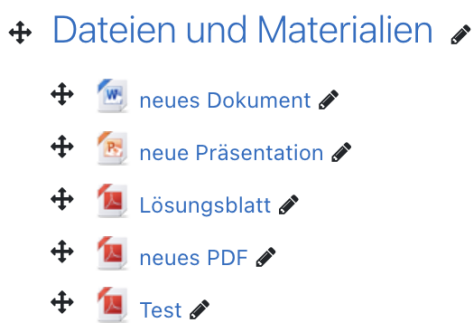 Dateien und Materialien
neues Dokument
neue Präsentation
Lösungsblatt
neues PDF
Test